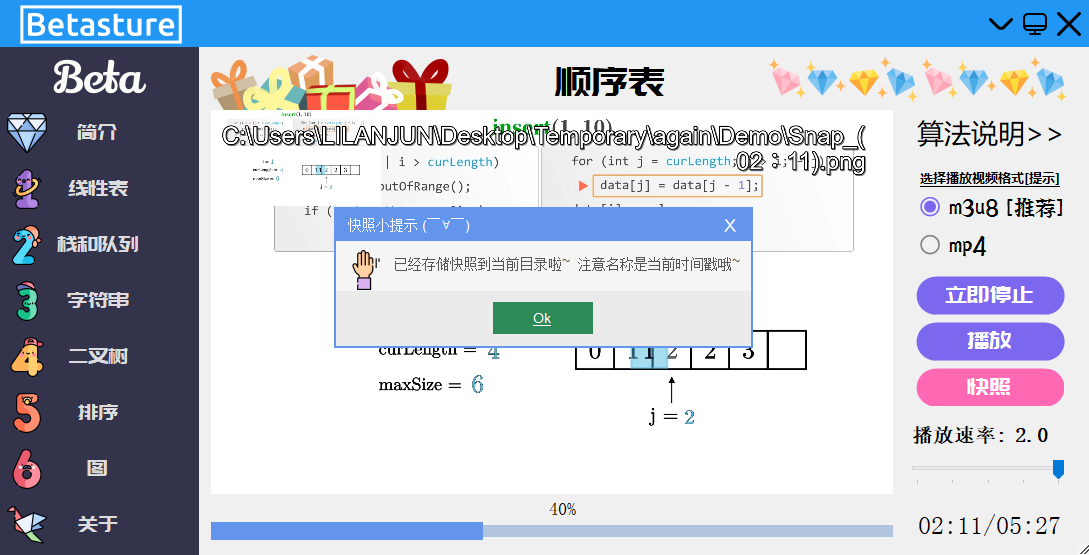 Betasture
Beta
简介
线性表
栈和队列
字符串
二叉树
排序
图
关于
顺序表
insert(1, 10)
C:\Users\LILANJUN\Desktop\Temporary\again\Demo\Snap_(
02：11).png
| i > curLength)
outOfRange();
if (
for (int j = curLength;
data[j] = data[j - 1];
快照小提示 (￣∀￣)
X
已经存储快照到当前目录啦~ 注意名称是当前时间戳哦~
Ok
curLength = 4
maxSize = 6
0 1 1 2 2 3
j = 2
40%
算法说明>>
选择播放视频格式[提示]
m3u8 [推荐]
mp4
立即停止
播放
快照
播放速率: 2.0
02:11/05:27